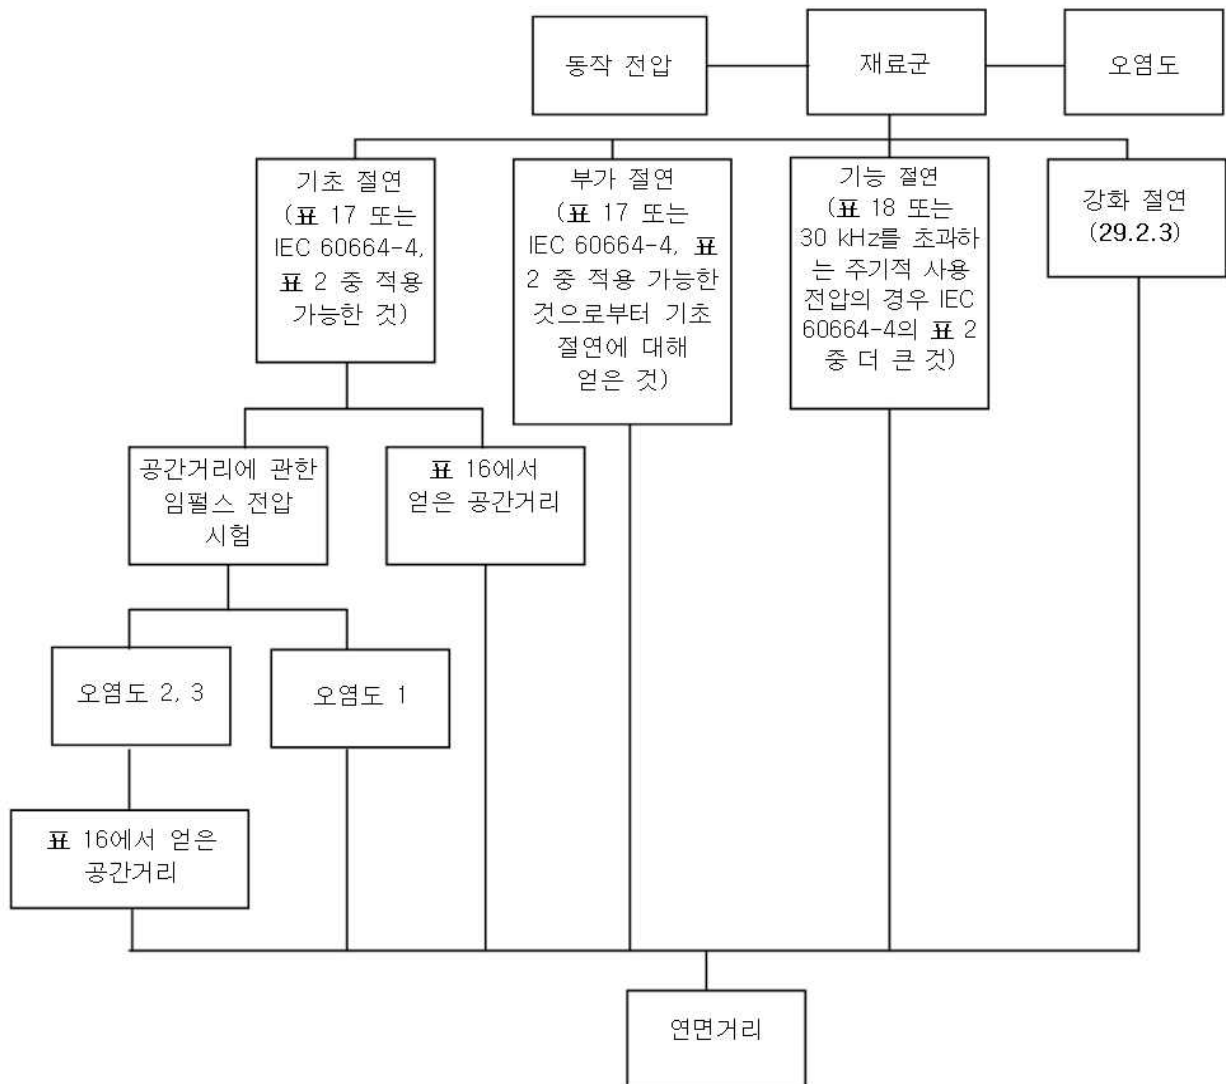 동작 전압
재료군
오염도
기초 절연
(표 17 또는
IEC 60664-4,
표 2 중 적용
가능한 것)
부가 절연
(표 17 또는
IEC 60664-4, 표
2 중 적용 가능한
것으로부터 기초
절연에 대해
얻은 것)
기능 절연
(표 18 또는
30 kHz를 초과하
는 주기적 사용
전압의 경우 IEC
60664-4의 표 2
중 더 큰 것)
강화 절연
(29.2.3)
공간거리에 관한
임펄스 전압
시험
표 16에서
얻은 공간거리
오염도 2, 3
오염도 1
표 16에서 얻은
공간거리
연면거리